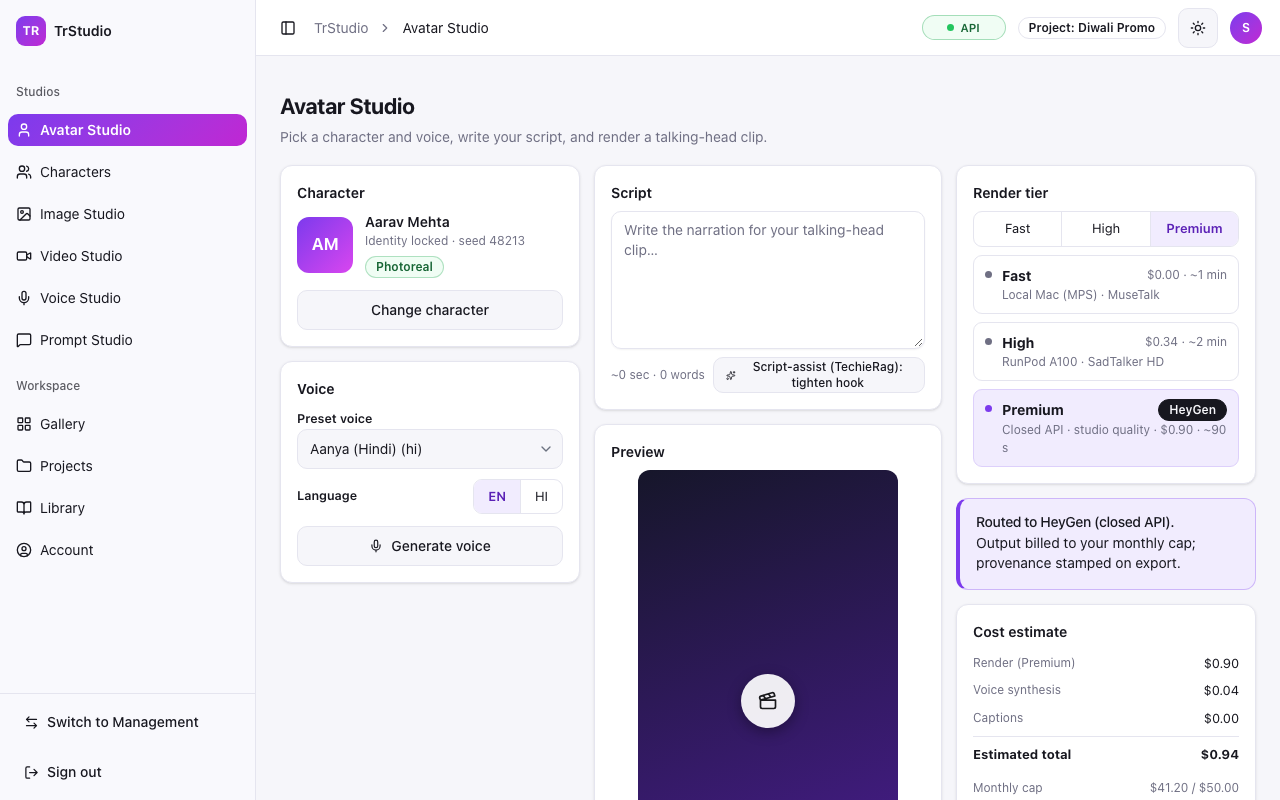 TR TrStudio
Studios
Avatar Studio
Characters
Image Studio
Video Studio
Voice Studio
Prompt Studio
Workspace
Gallery
Projects
Library
Account
Switch to Management
Sign out
TrStudio > Avatar Studio
API
Project: Diwali Promo
S
Avatar Studio
Pick a character and voice, write your script, and render a talking-head clip.
Character
AM
Aarav Mehta
Identity locked · seed 48213
Photoreal
Change character
Voice
Preset voice
Aanya (Hindi) (hi)
Language
EN HI
Generate voice
Script
Write the narration for your talking-head
clip...
~0 sec · 0 words
Script-assist (TechieRag):
tighten hook
Preview
Render tier
Fast High Premium
Fast $0.00 · ~1 min
Local Mac (MPS) · MuseTalk
High $0.34 · ~2 min
RunPod A100 · SadTalker HD
Premium HeyGen
Closed API · studio quality · $0.90 · ~90
s
Routed to HeyGen (closed API).
Output billed to your monthly cap;
provenance stamped on export.
Cost estimate
Render (Premium) $0.90
Voice synthesis $0.04
Captions $0.00
Estimated total $0.94
Monthly cap $41.20 / $50.00